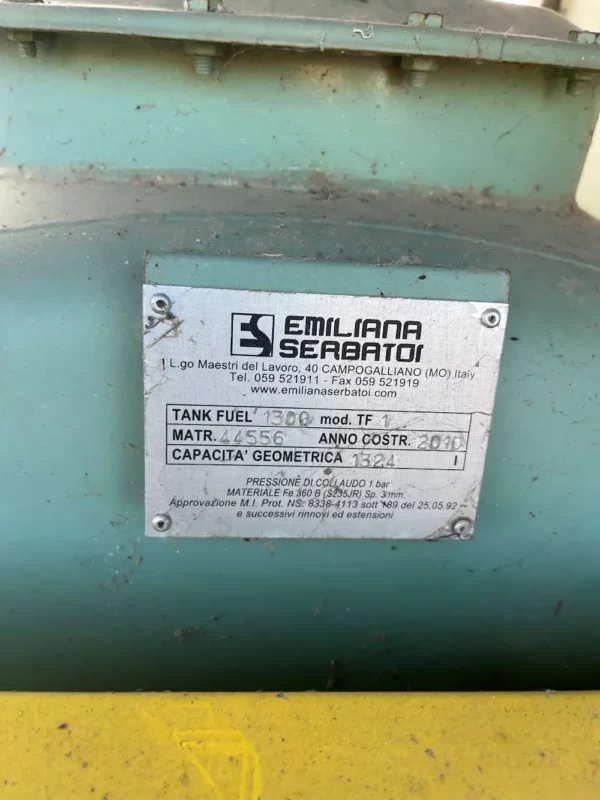 ES EMILIANA
SERBATOI
L.go Maestri del Lavoro, 40 CAMPOGALLIANO (MO) Italy
Tel. 059 521911 - Fax 059 521919
www.emilianaserbatoi.com
TANK FUEL 1300 mod. TF 1
MATR. 44556 ANNO COSTR. 2010
CAPACITA' GEOMETRICA 1324 l
PRESSIONE DI COLLAUDO 1 bar
MATERIALE Fe 360 B (S235JR) Sp. 3 mm.
Approvazione M.I. Prot. NS. 8338-4113 sott 189 del 25.05.92
e successivi rinnovi ed estensioni